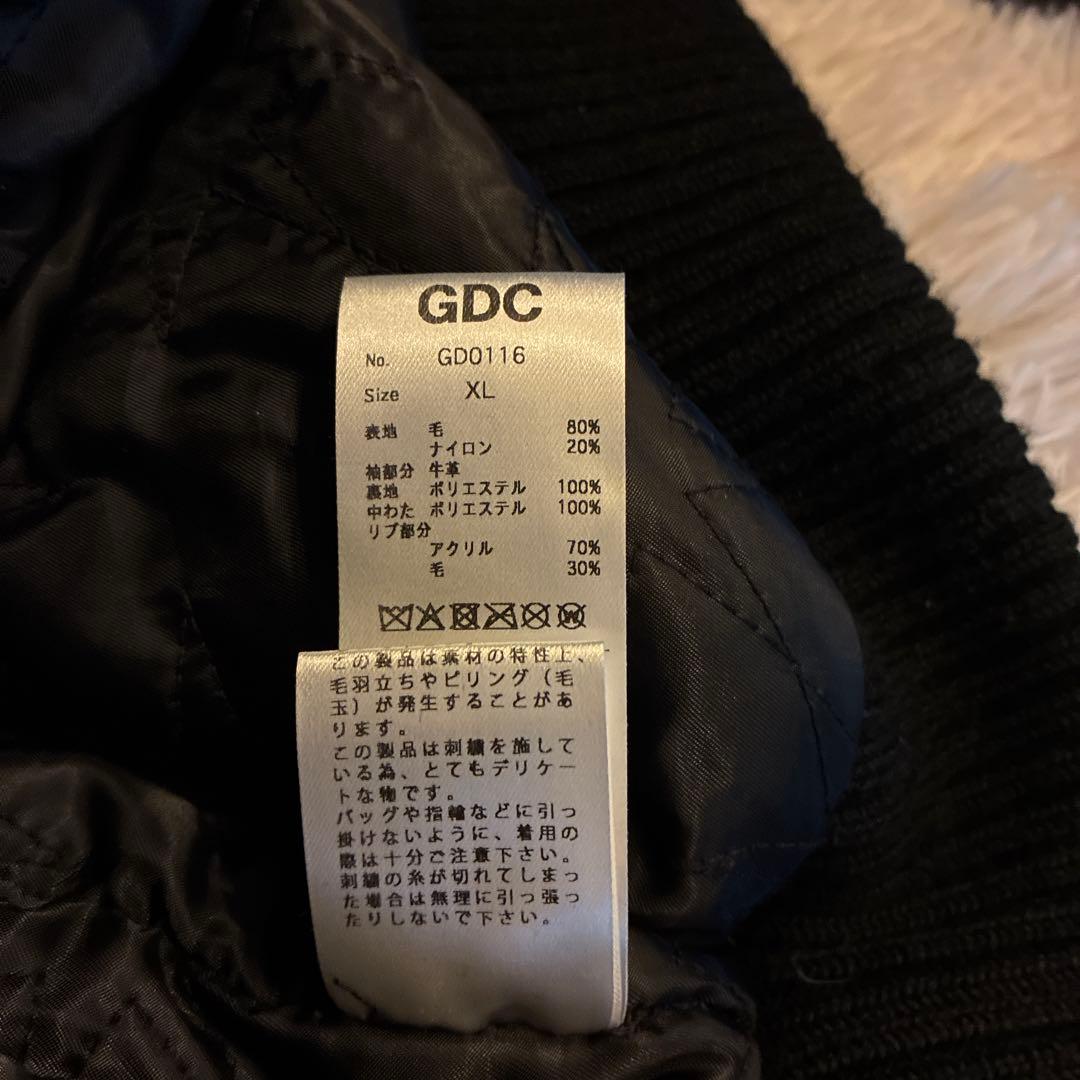 GDC
No. GD0116
Size XL
表地 毛 80%
ナイロン 20%
袖部分 牛革
裏地 ポリエステル 100%
中わた ポリエステル 100%
リブ部分
アクリル 70%
毛 30%
この製品は素材の特性上、
毛羽立ちやピリング（毛
玉）が発生することがあ
ります。
この製品は刺繍を施して
いる為、とてもデリケー
トな物です。
バッグや指輪などに引っ
掛けないように、着用の
際は十分ご注意下さい。
刺繍の糸が切れてしまっ
た場合は無理に引っ張っ
たりしないで下さい。